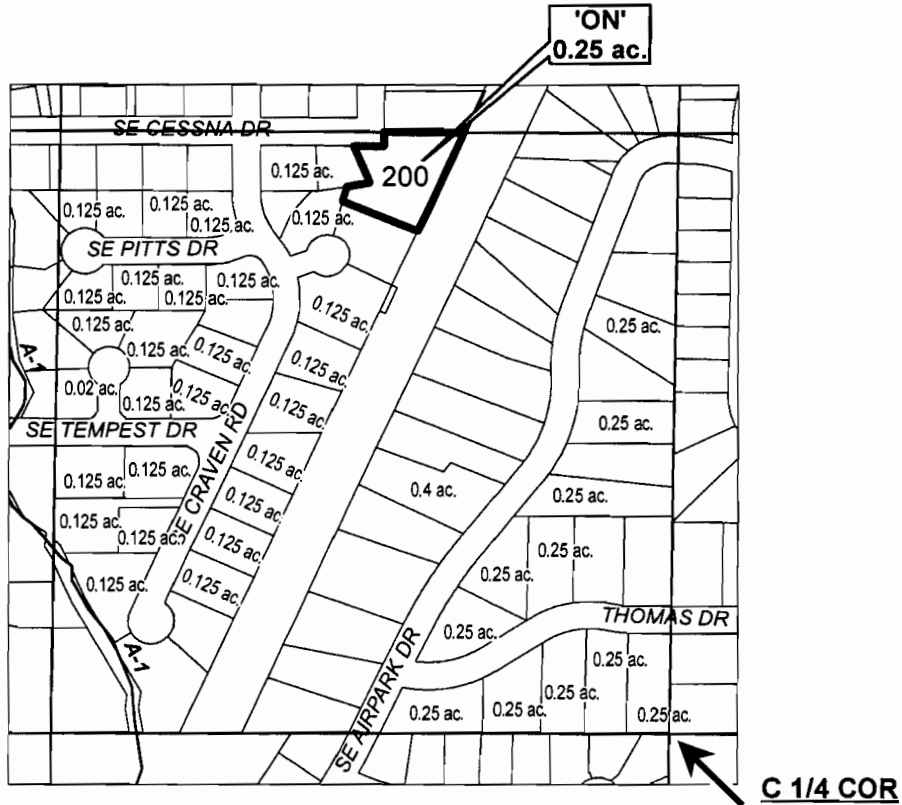 'ON'
0.25 ac.
SE CESSNA DR
200
0.125 ac.
0.125 ac.
0.125 ac.
0.125 ac.
0.125 ac.
SE PITTS DR
0.125 ac.
0.125 ac.
0.125 ac.
0.125 ac.
0.125 ac.
0.125 ac.
0.25 ac.
0.125 ac.
0.125 ac.
0.125 ac.
A-1
0.02 ac.
0.125 ac.
0.125 ac.
0.125 ac.
SE TEMPEST DR
SE CRAVEN RD
0.25 ac.
0.125 ac.
0.125 ac.
0.125 ac.
0.4 ac.
0.25 ac.
0.125 ac.
0.125 ac.
0.125 ac.
0.125 ac.
0.25 ac.
0.125 ac.
0.125 ac.
0.25 ac.
THOMAS DR
0.25 ac.
A-1
0.25 ac.
SE AIRPARK DR
0.25 ac.
0.25 ac.
0.25 ac.
0.25 ac.
C 1/4 COR